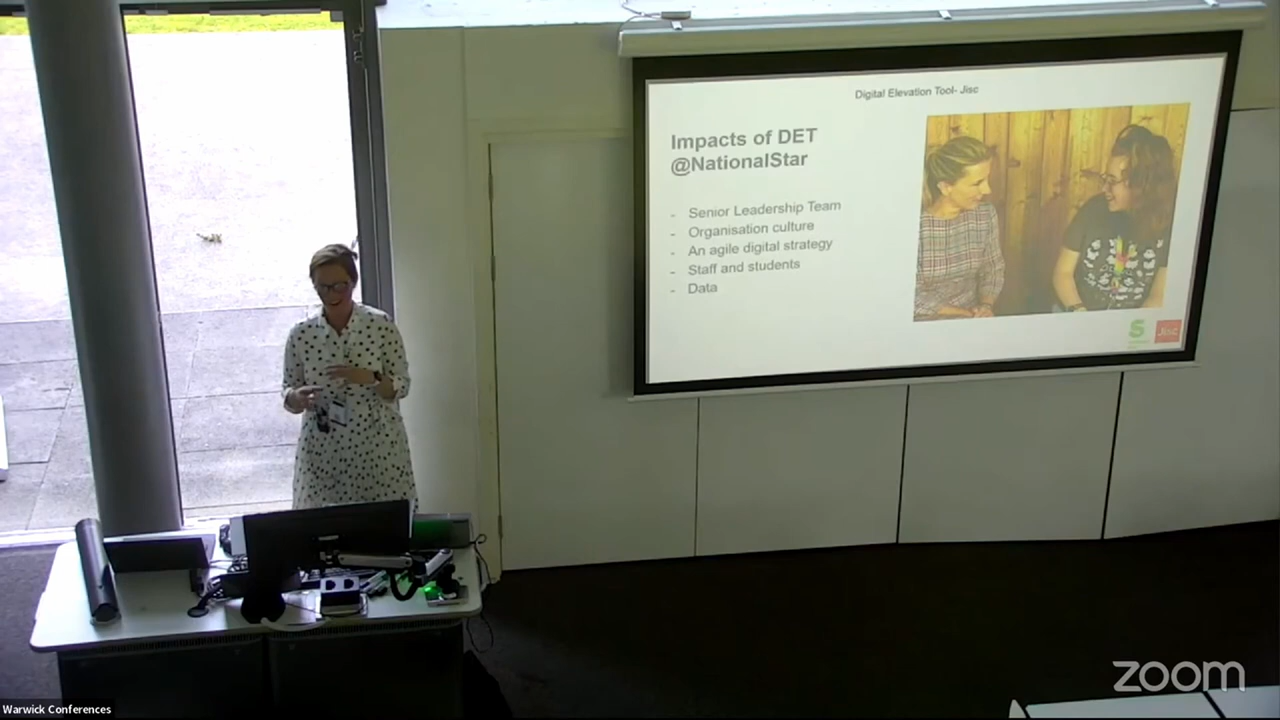 Digital Elevation Tool- Jisc
Impacts of DET
@NationalStar
- Senior Leadership Team
- Organisation culture
- An agile digital strategy
- Staff and students
- Data
S
Jisc
zoom
Warwick Conferences